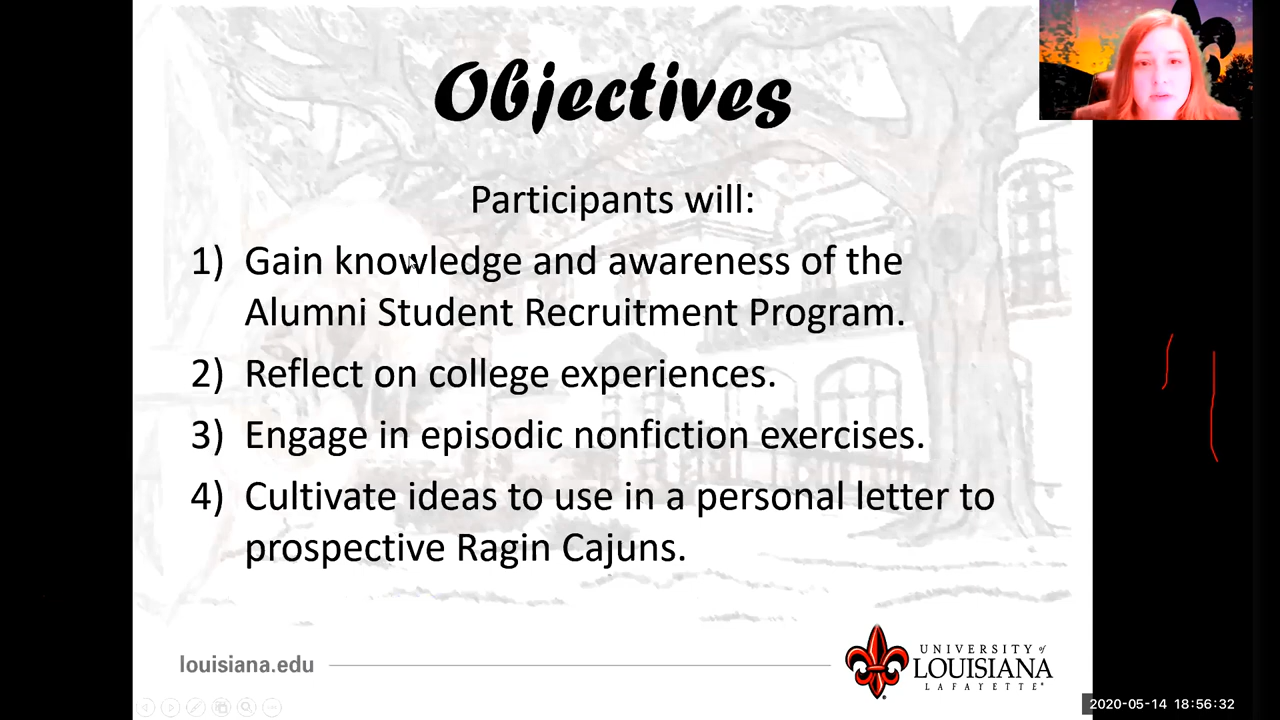 Objectives
Participants will:
1) Gain knowledge and awareness of the
Alumni Student Recruitment Program.
2) Reflect on college experiences.
3) Engage in episodic nonfiction exercises.
4) Cultivate ideas to use in a personal letter to
prospective Ragin Cajuns.
louisiana.edu
UNIVERSITY of
LOUISIANA
LAFAYETTE
2020-05-14 18:56:32